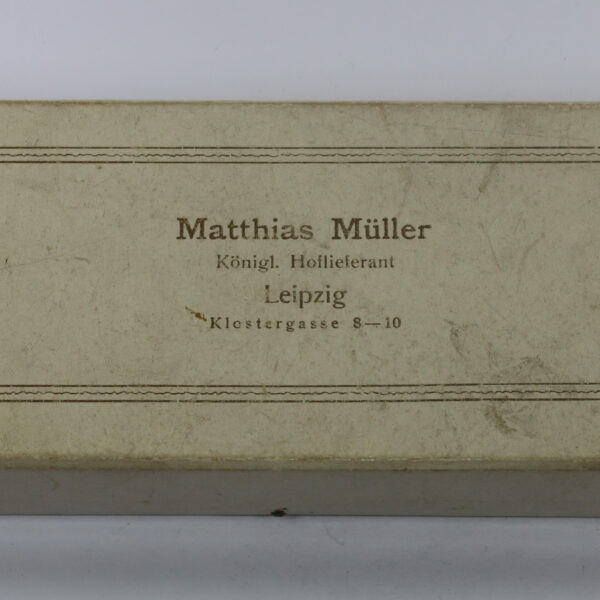 Matthias Müller
Königl. Hoflieferant
Leipzig
Klostergasse 8—10